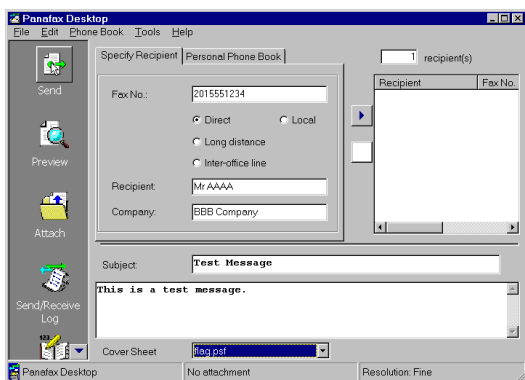 Panafax Desktop
File Edit Phone Book Tools Help
Specify Recipient Personal Phone Book
1 recipient(s)
Send
Preview
Attach
Send/Receive
Log
Fax No.: 2015551234
Direct Local
Long distance
Inter-office line
Recipient: Mr AAAA
Company: BBB Company
Recipient Fax No.
Subject: Test Message
This is a test message.
Cover Sheet flag.psf
Panafax Desktop No attachment Resolution: Fine